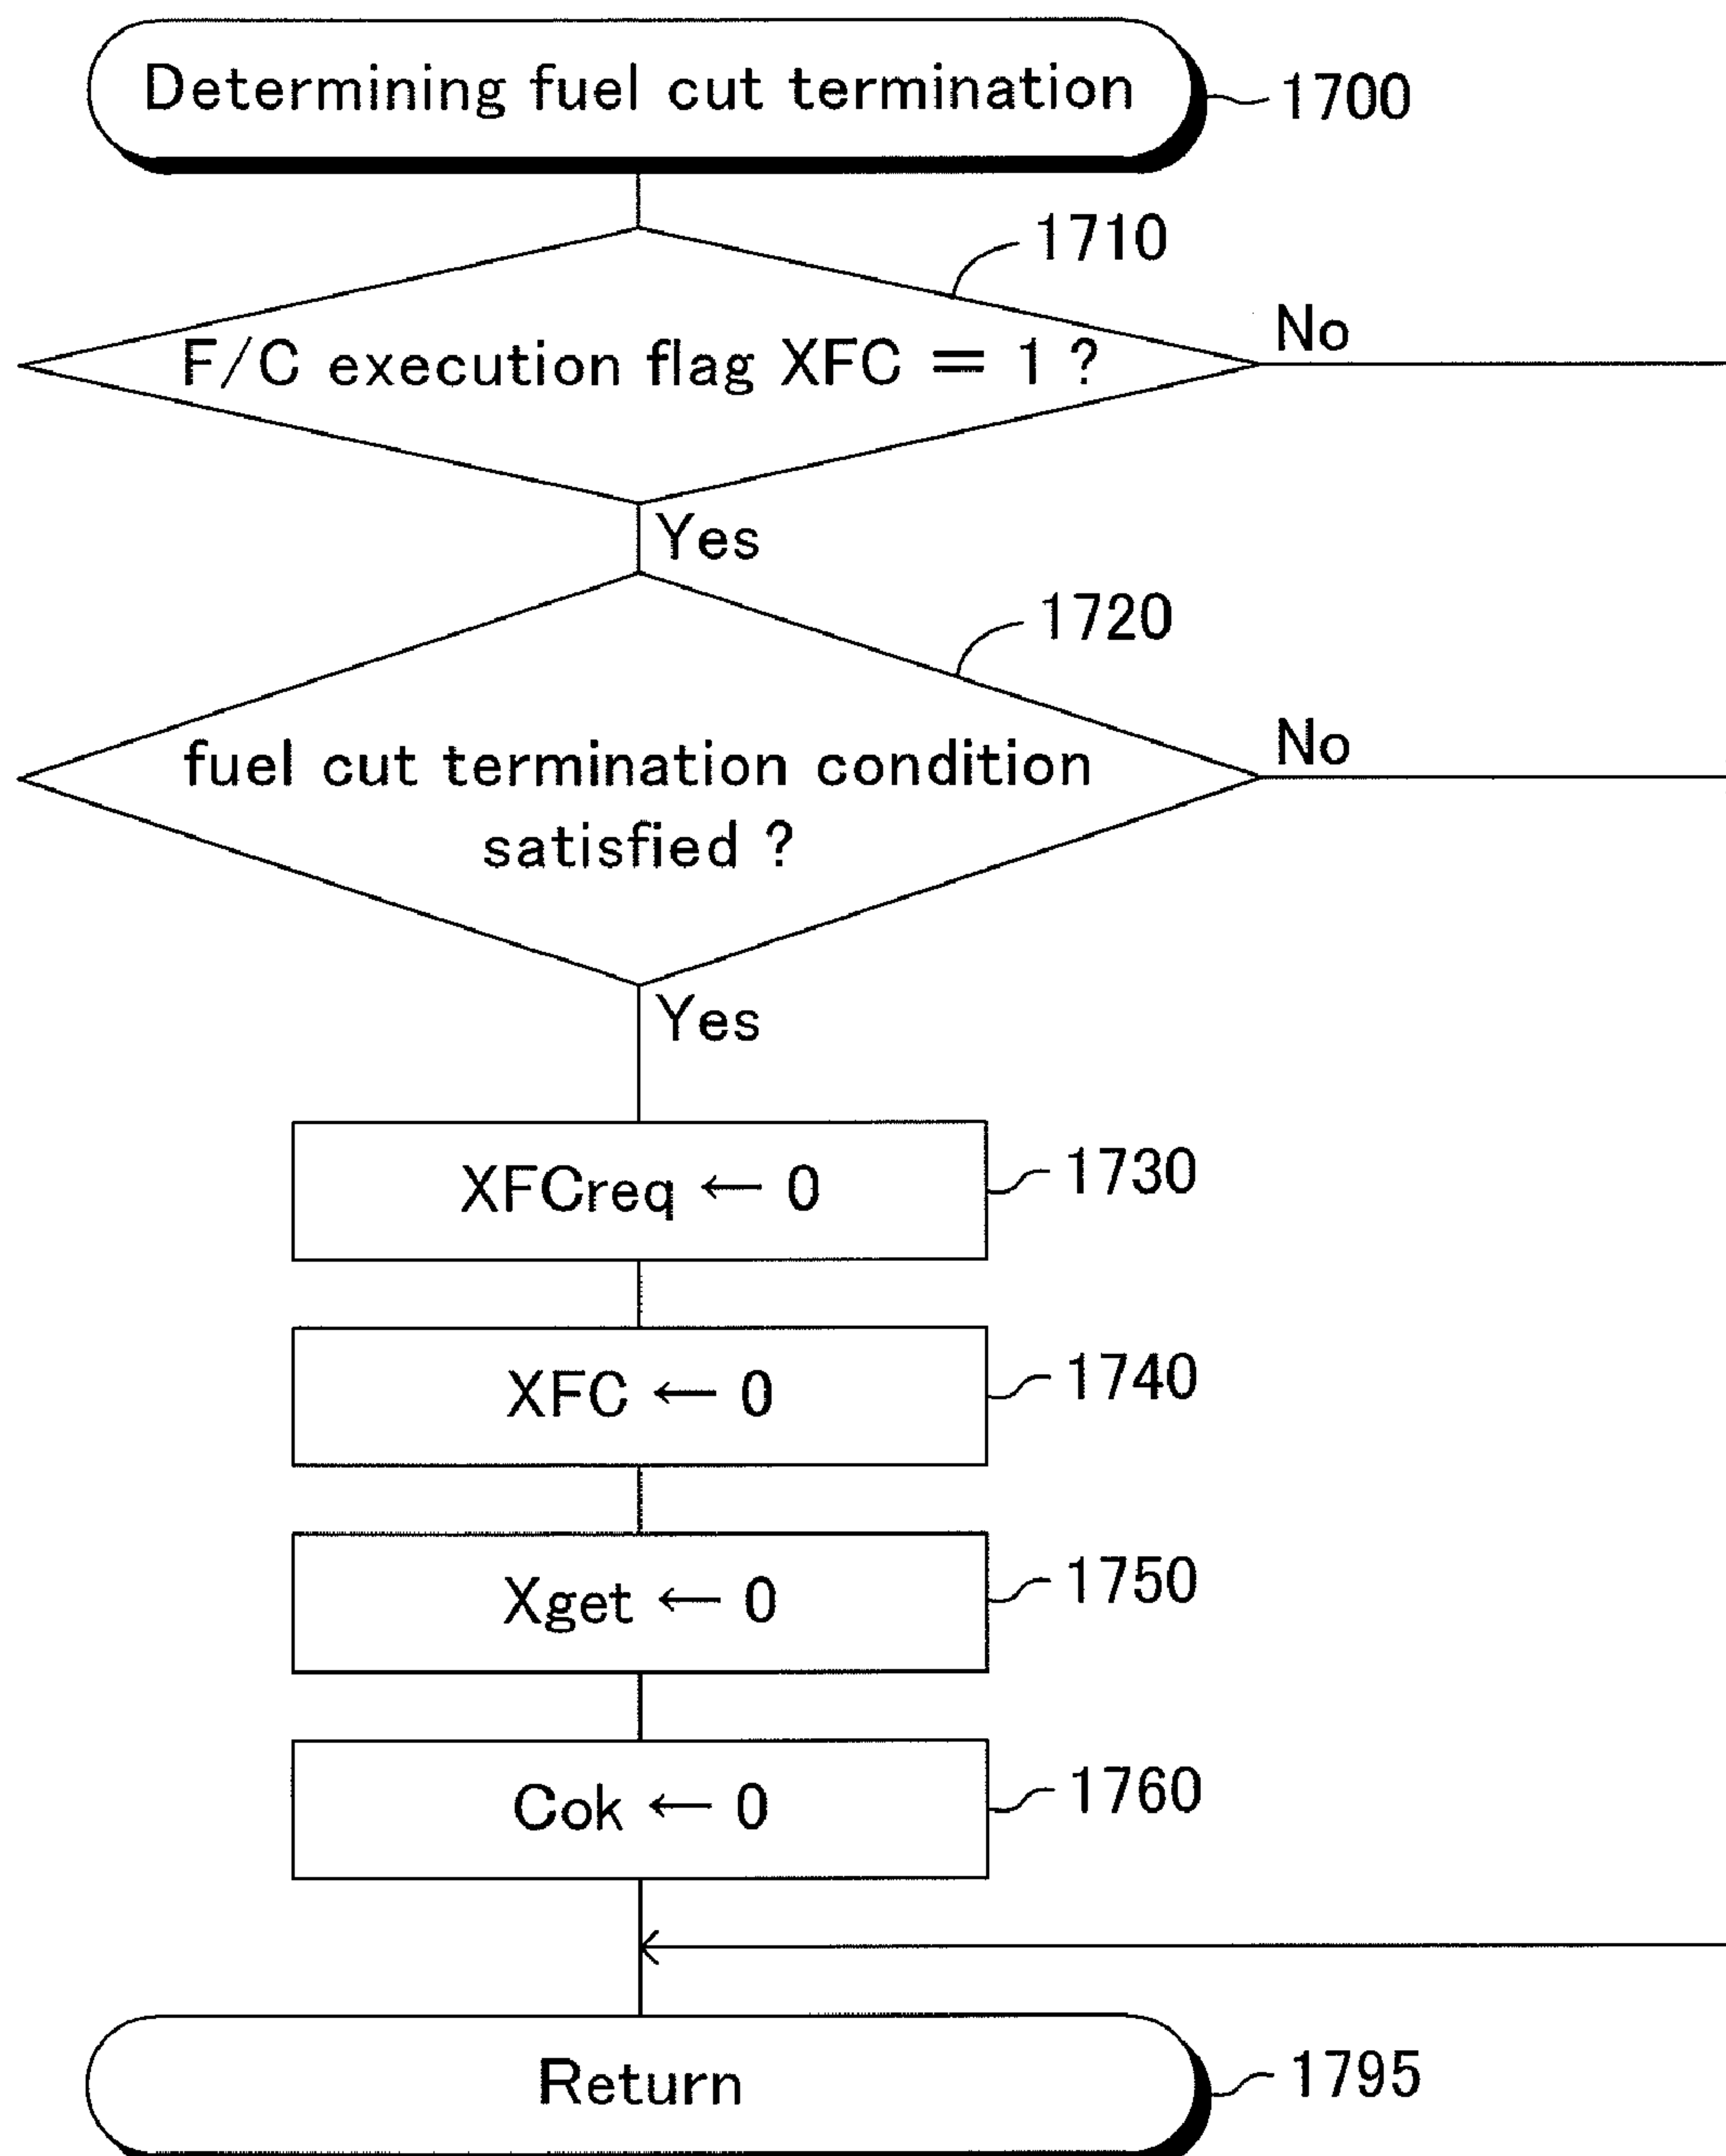 Determining fuel cut termination
1700
1710
F/C execution flag XFC = 1 ?
No
Yes
1720
fuel cut termination condition
satisfied ?
No
Yes
XFCreq ← 0
1730
XFC ← 0
1740
Xget ← 0
1750
Cok ← 0
1760
Return
1795